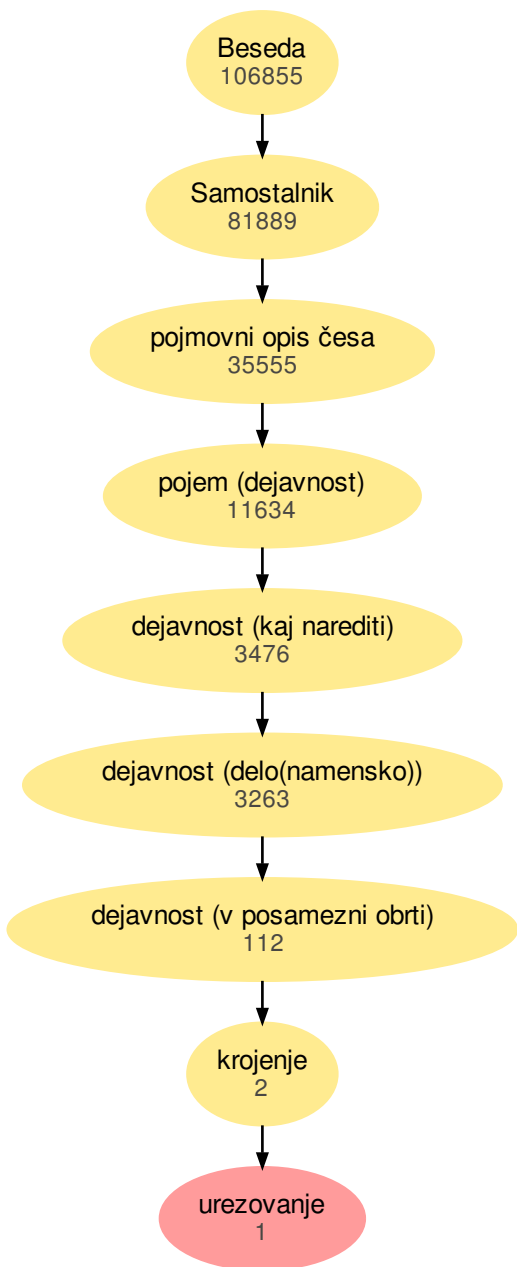 Beseda
106855
Samostalnik
81889
pojmovni opis česa
35555
pojem (dejavnost)
11634
dejavnost (kaj narediti)
3476
dejavnost (delo(namensko))
3263
dejavnost (v posamezni obrti)
112
krojenje
2
urezovanje
1